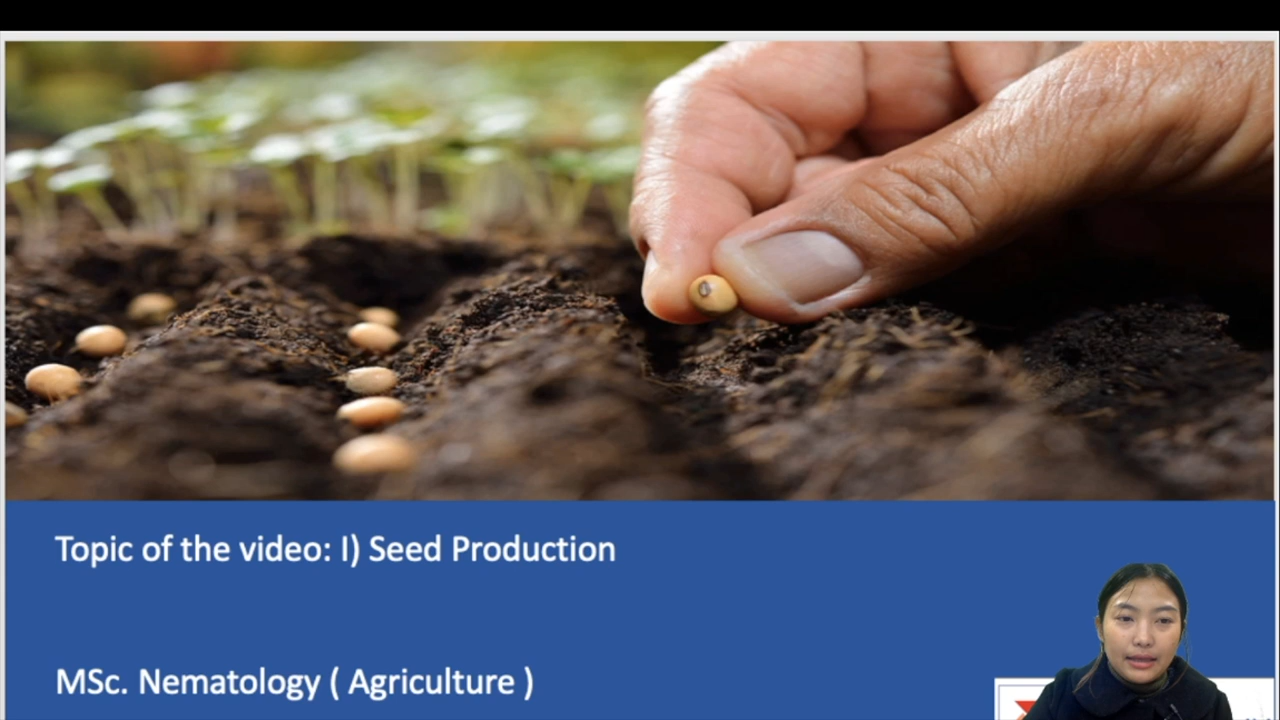 Topic of the video: I) Seed Production
MSc. Nematology ( Agriculture )